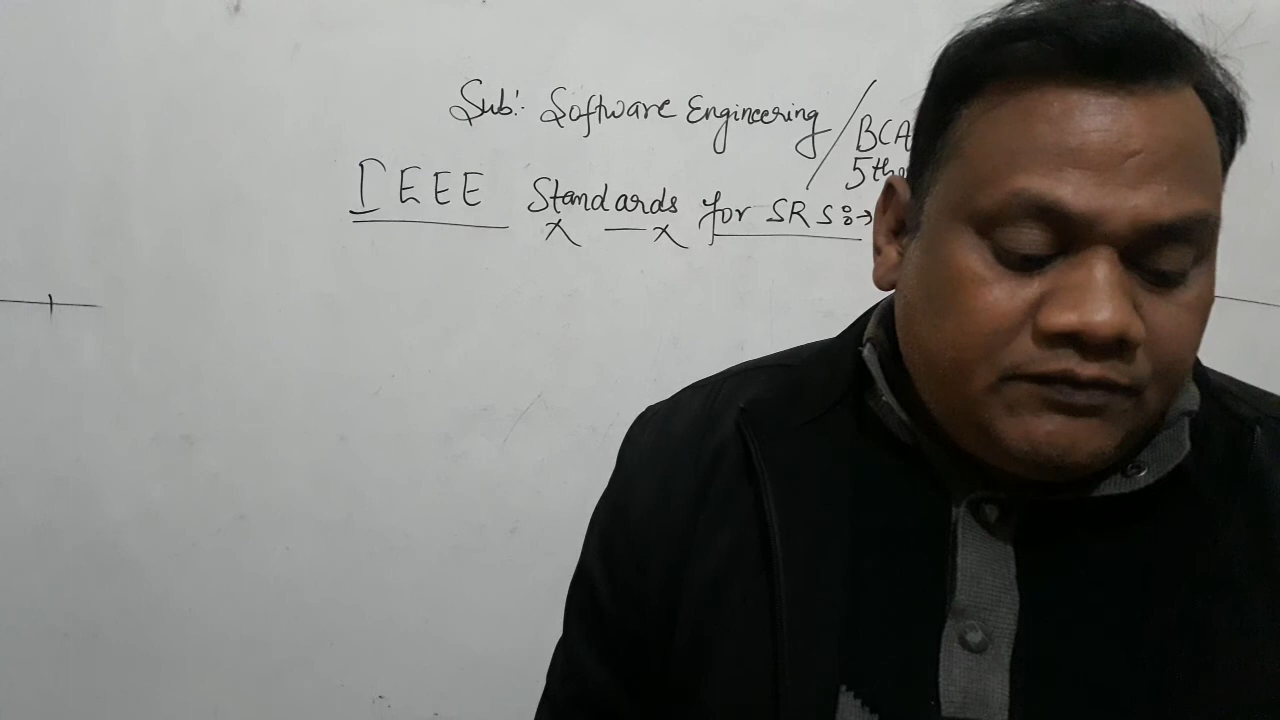 Sub:- Software Engineering / BCA
5th
IEEE Standards for SRS:→
x — x